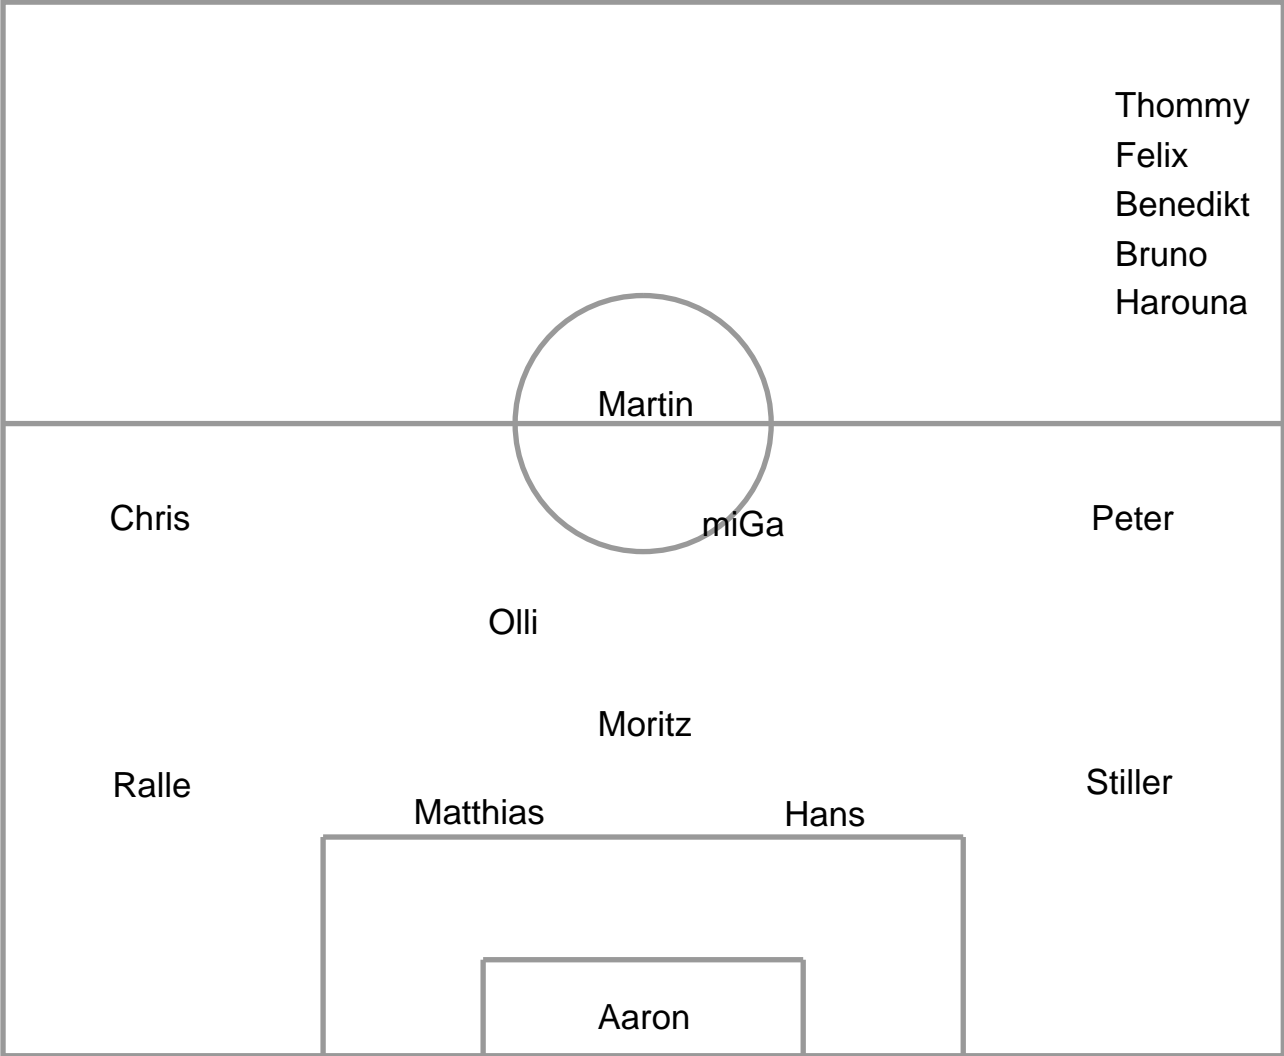 Thommy
Felix
Benedikt
Bruno
Harouna
Martin
Chris
miGa
Peter
Olli
Moritz
Ralle
Stiller
Matthias
Hans
Aaron